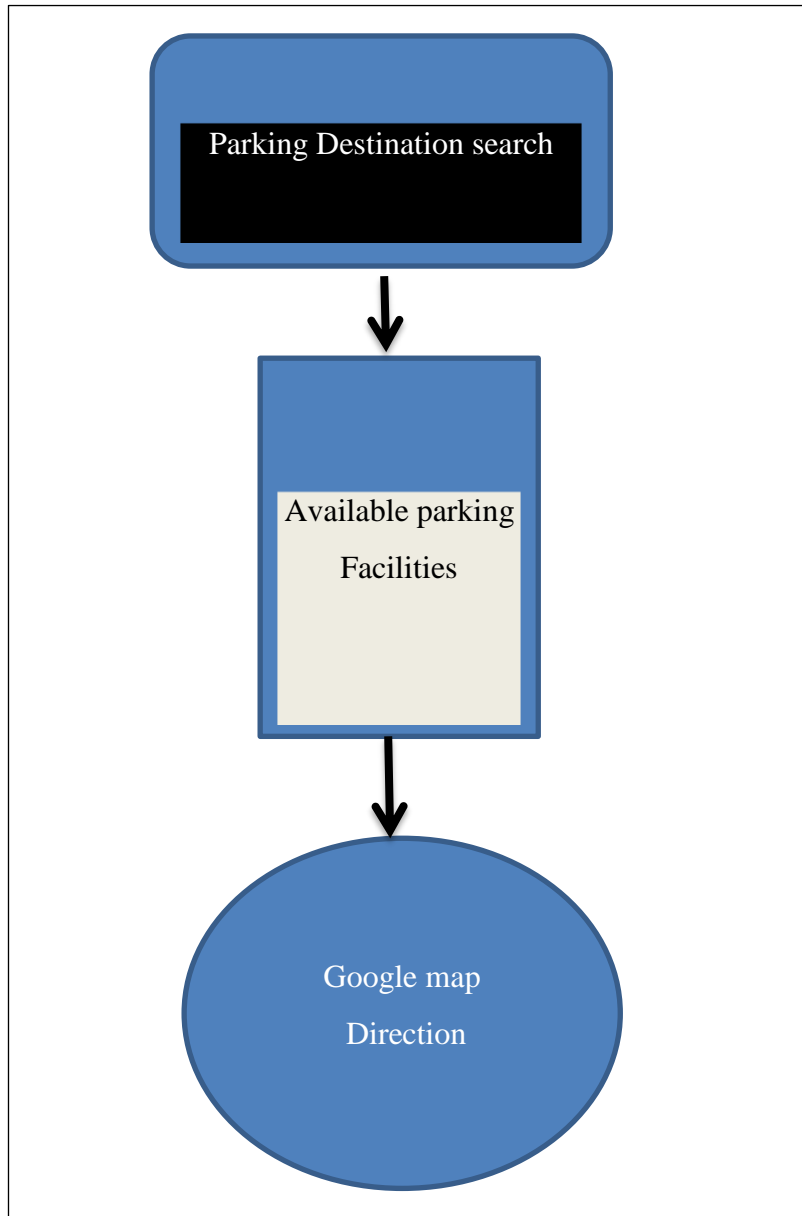 Parking Destination search
Available parking
Facilities
Google map
Direction